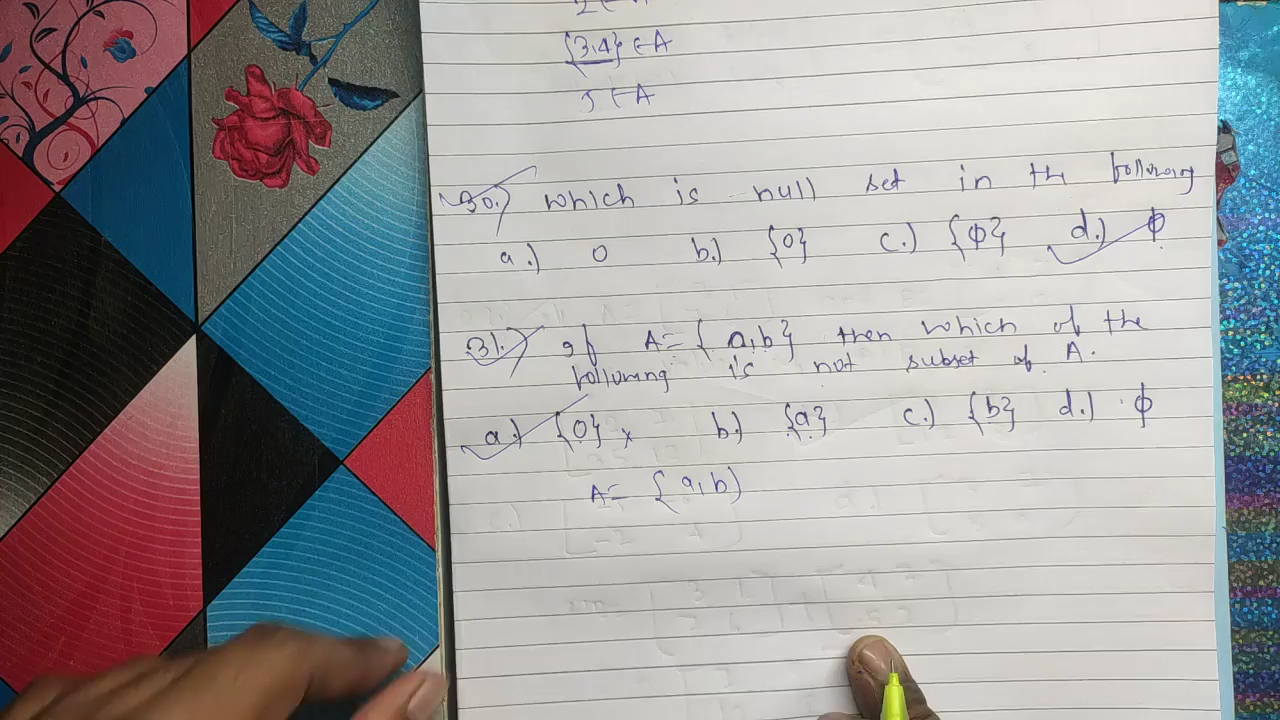 {3,4} ∈ A
5 ∈ A
30.) which is null set in the following
a.) 0 b.) {0} c.) {ϕ} d.) ϕ
31.) If A = { a,b} then which of the
following is not subset of A.
a.) {0} x b.) {a} c.) {b} d.) ϕ
A = { a,b)